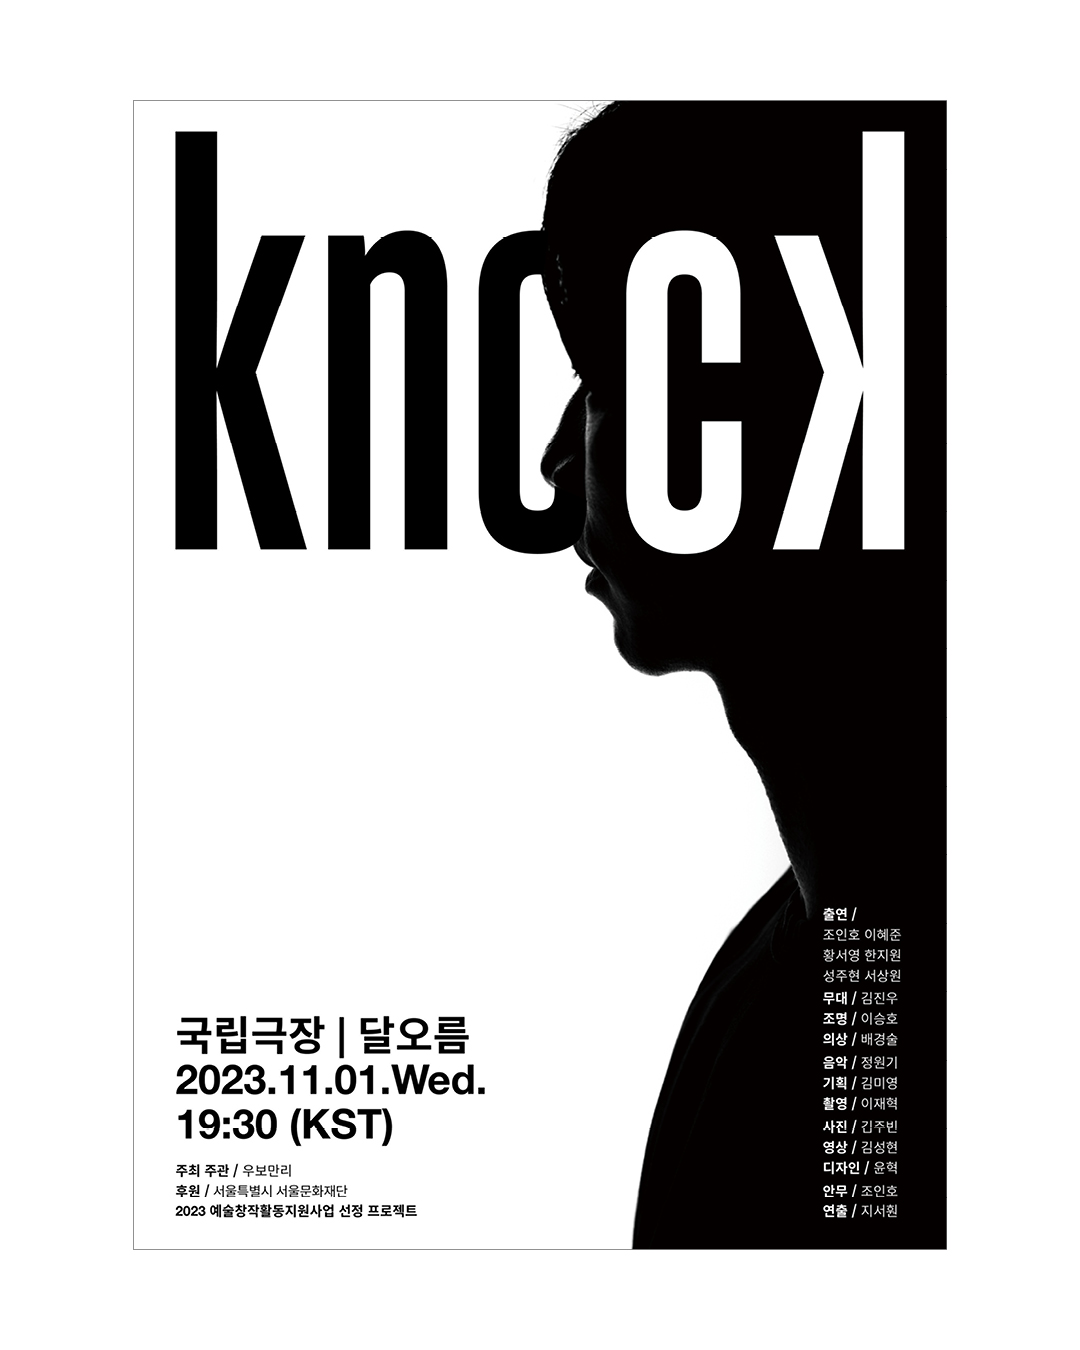 knock
국립극장 | 달오름
2023.11.01.Wed.
19:30 (KST)
주최 주관 / 우보만리
후원 / 서울특별시 서울문화재단
2023 예술창작활동지원사업 선정 프로젝트
출연 /
조인호 이혜준
황서영 한지원
성주현 서상원
무대 / 김진우
조명 / 이승호
의상 / 배경술
음악 / 정원기
기획 / 김미영
촬영 / 이재혁
사진 / 김주빈
영상 / 김성현
디자인 / 윤혁
안무 / 조인호
연출 / 지서훤